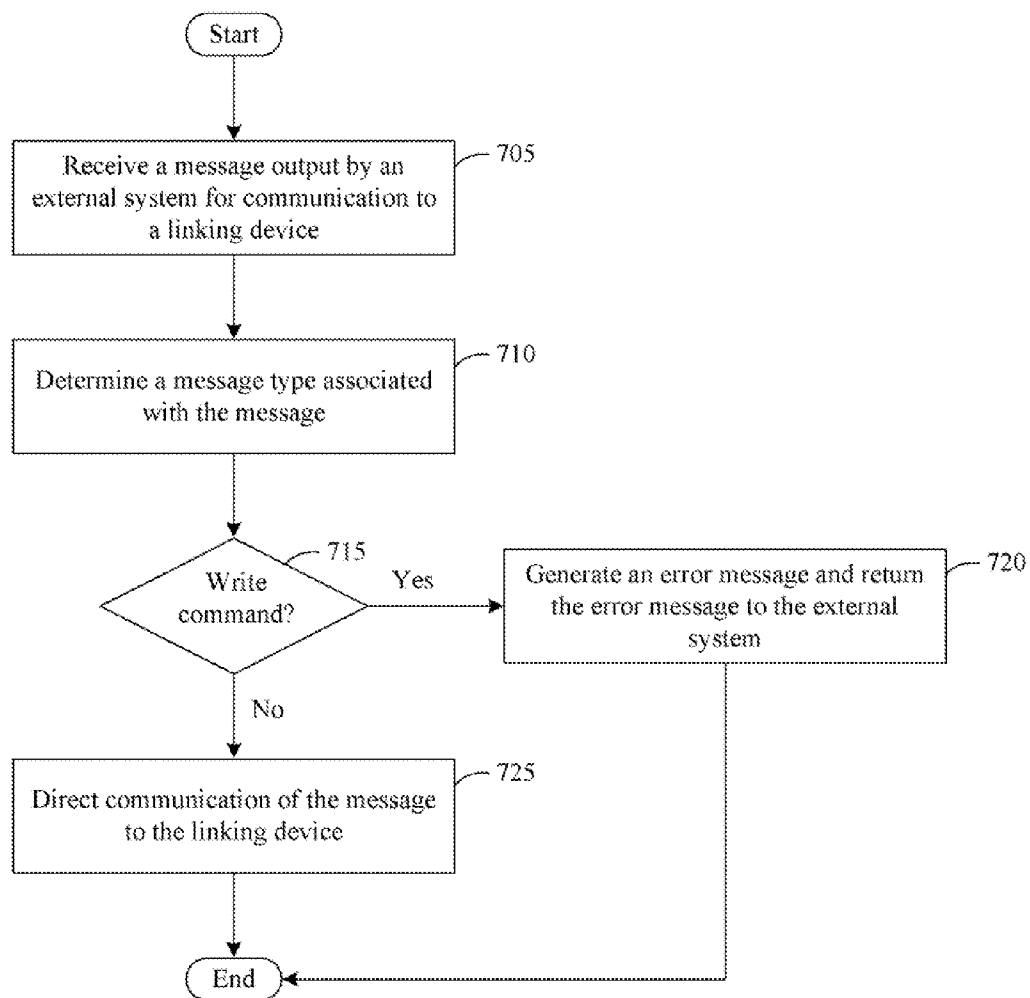 Start
Receive a message output by an
external system for communication to
a linking device
705
Determine a message type associated
with the message
710
Write
command?
715
Yes
Generate an error message and return
the error message to the external
system
720
No
Direct communication of the message
to the linking device
725
End